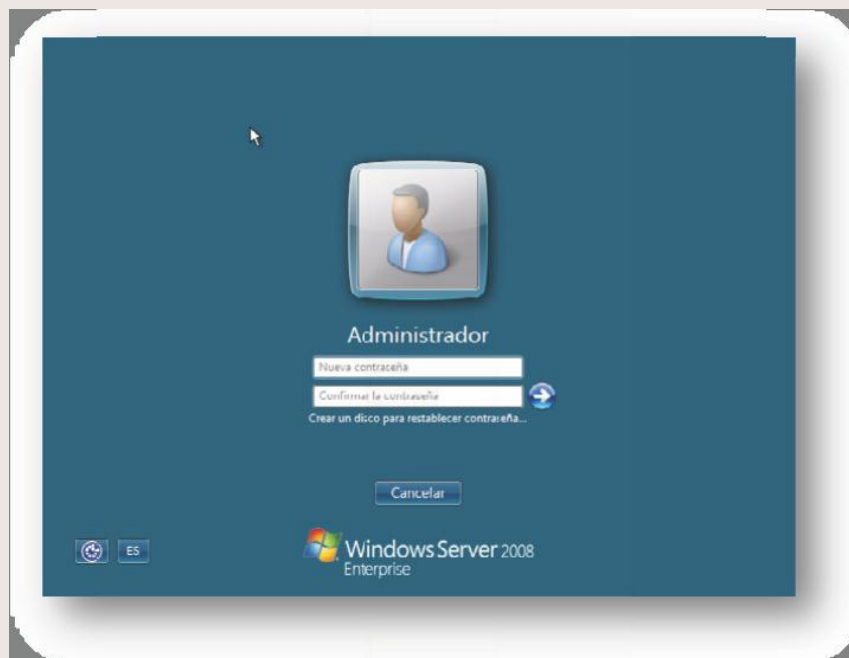 Administrador
Nueva contraseña
Confirmar la contraseña
Crear un disco para restablecer contraseña...
Cancelar
ES
Windows Server 2008
Enterprise